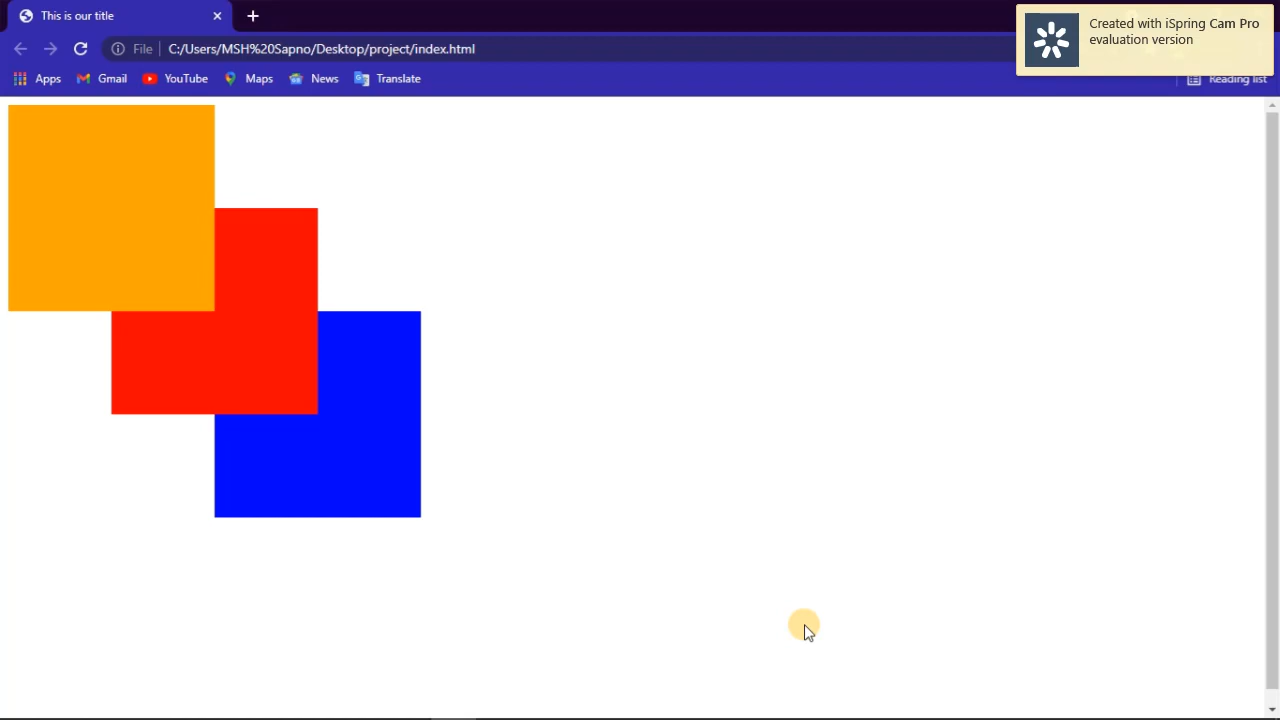 This is our title
File C:/Users/MSH%20Sapno/Desktop/project/index.html
Apps Gmail YouTube Maps News Translate
Reading list
Created with iSpring Cam Pro
evaluation version